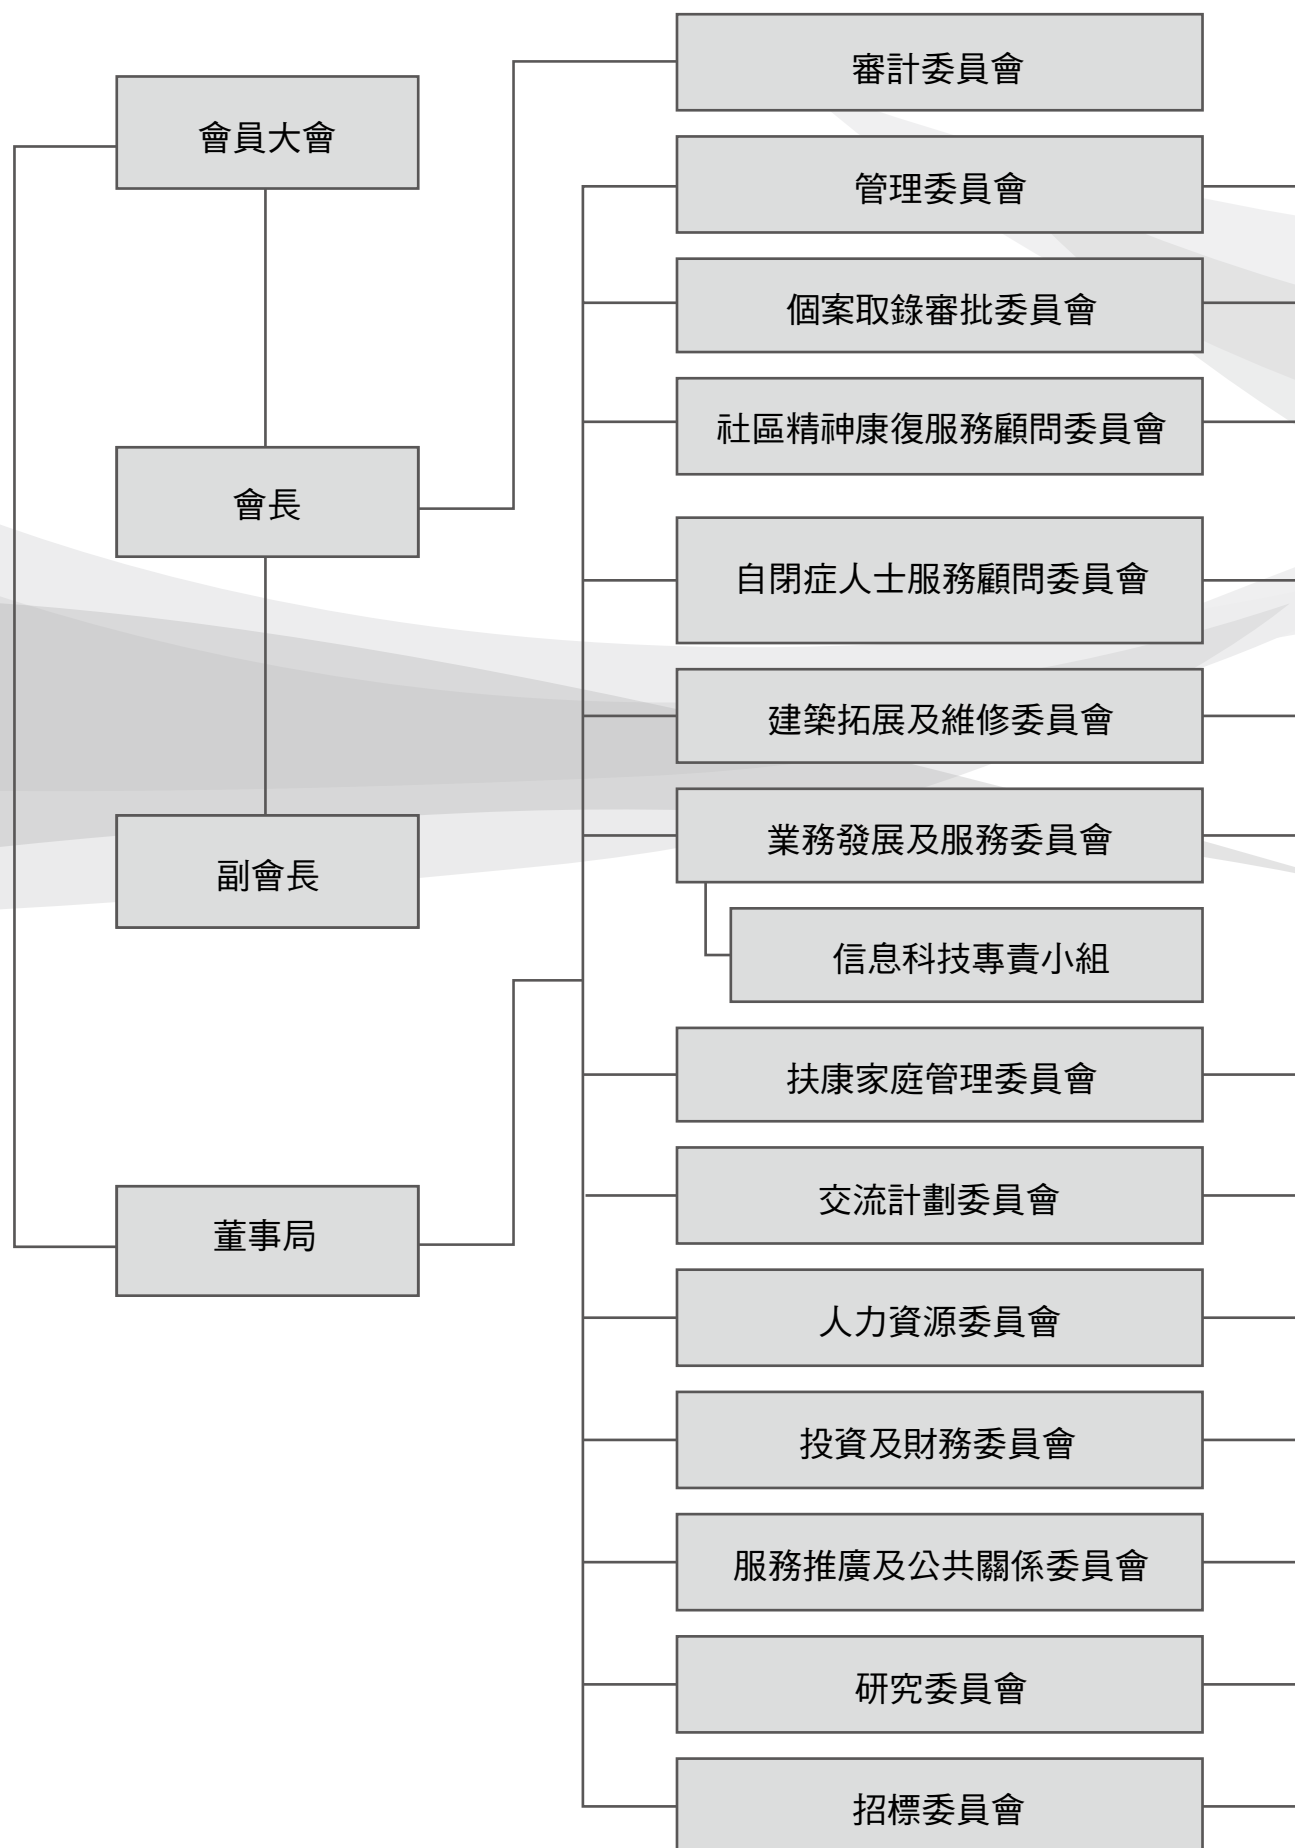 會員大會
會長
副會長
董事局
審計委員會
管理委員會
個案取錄審批委員會
社區精神康復服務顧問委員會
自閉症人士服務顧問委員會
建築拓展及維修委員會
業務發展及服務委員會
信息科技專責小組
扶康家庭管理委員會
交流計劃委員會
人力資源委員會
投資及財務委員會
服務推廣及公共關係委員會
研究委員會
招標委員會